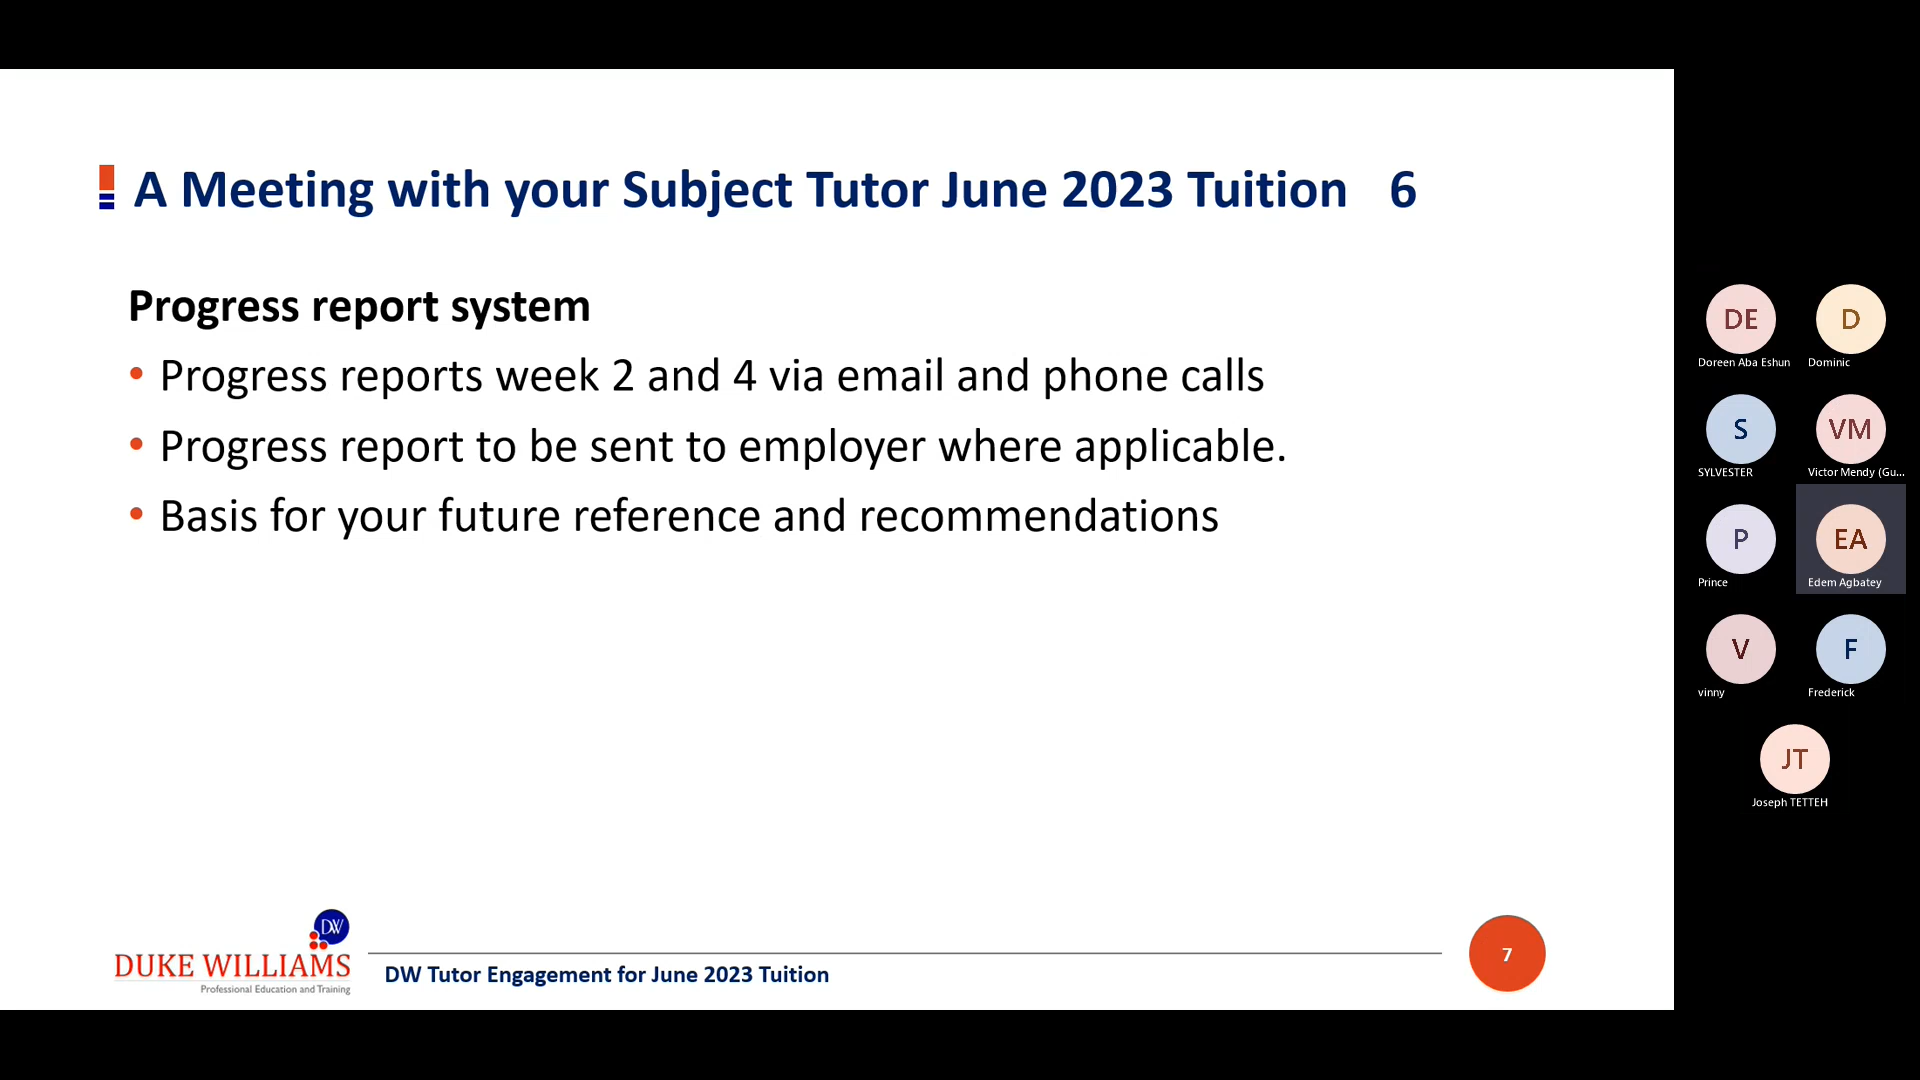 A Meeting with your Subject Tutor June 2023 Tuition 6
Progress report system
• Progress reports week 2 and 4 via email and phone calls
• Progress report to be sent to employer where applicable.
• Basis for your future reference and recommendations
DW
DUKE WILLIAMS
Professional Education and Training
DW Tutor Engagement for June 2023 Tuition
7
DE
Doreen Aba Eshun
D
Dominic
S
SYLVESTER
VM
Victor Mendy (Gu...
P
Prince
EA
Edem Agbatey
V
vinny
F
Frederick
JT
Joseph TETTEH